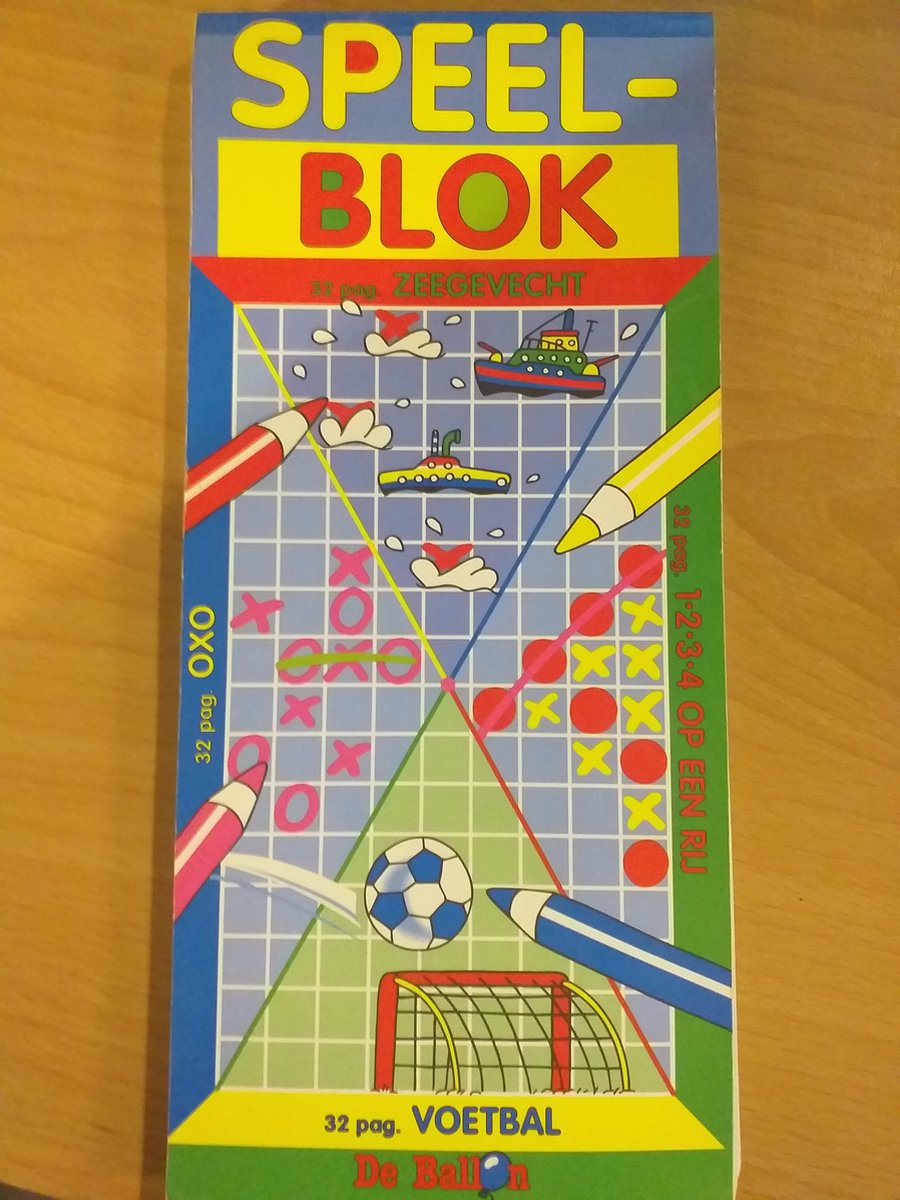 SPEEL-
BLOK
32 pag. ZEEGEVECHT
32 pag. OXO
32 pag. 1·2·3·4 OP EEN RIJ
32 pag. VOETBAL
De Ballon